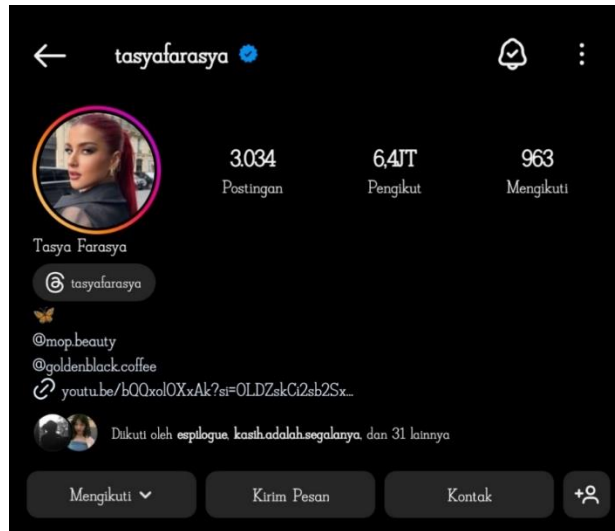 tasyafarasya
3.034 6,4JT 963
Postingan Pengikut Mengikuti
Tasya Farasya
tasyafarasya
@mop.beauty
@goldenblack.coffee
youtu.be/bQQxolOXxAk?si=OLDZskCi2sb2Sx...
Diikuti oleh espilogue, kasih.adalah.segalanya, dan 31 lainnya
Mengikuti Kirim Pesan Kontak